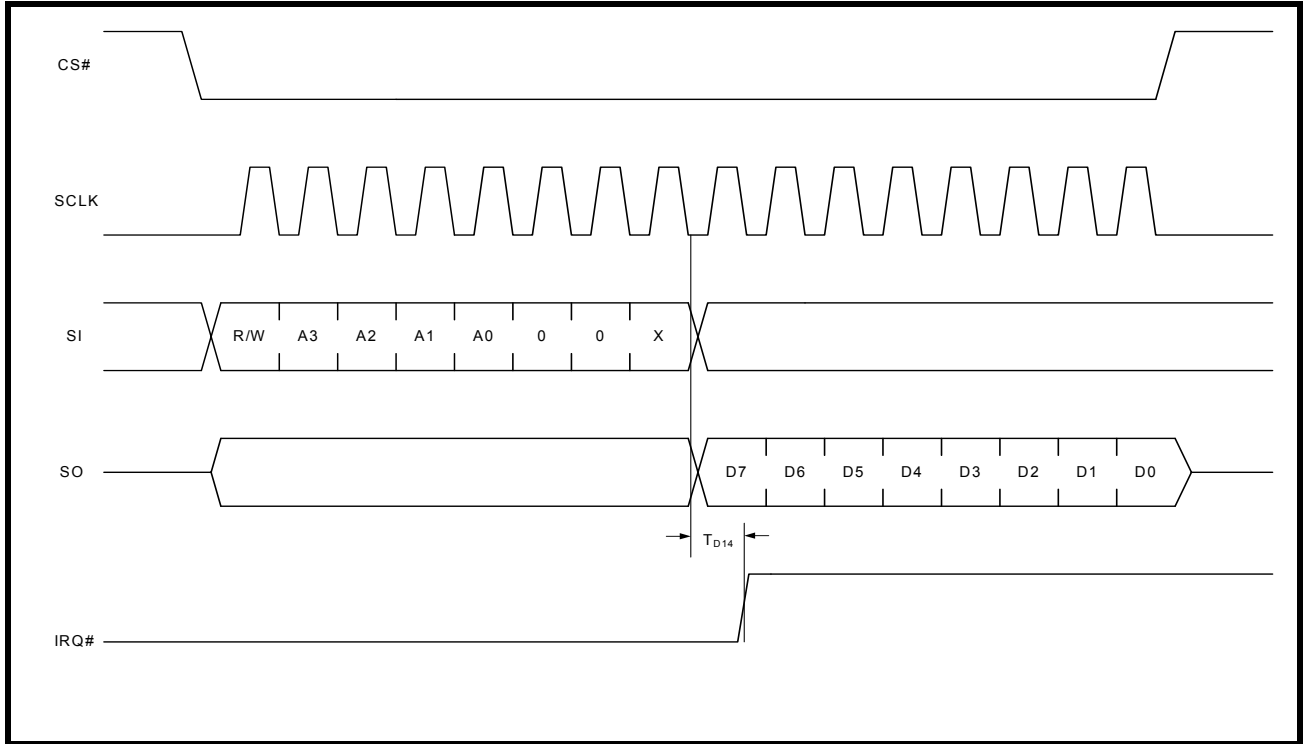 CS#
SCLK
SI
R/W A3 A2 A1 A0 0 0 X
SO
D7 D6 D5 D4 D3 D2 D1 D0
TD14
IRQ#